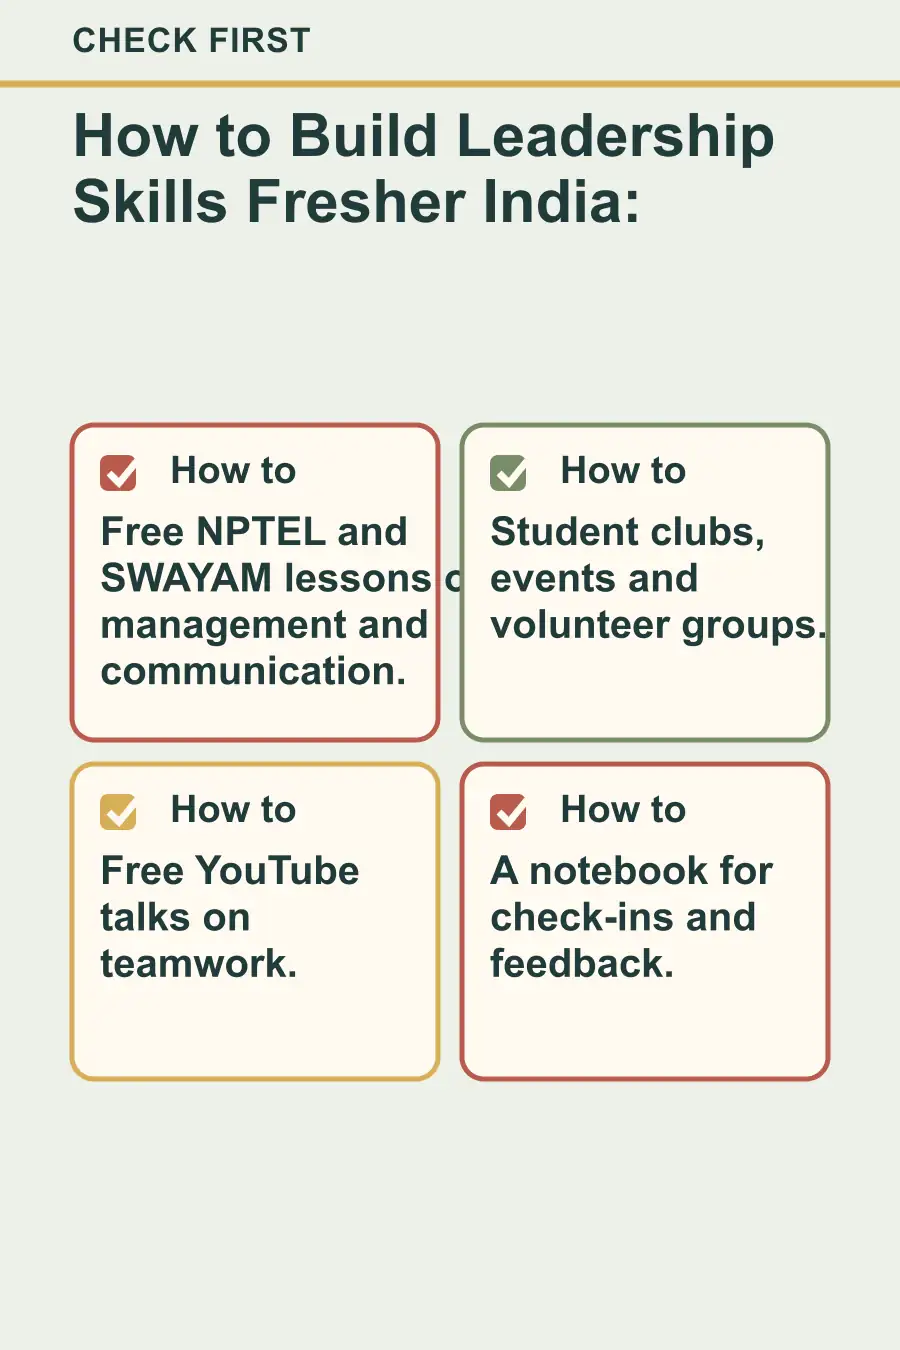 CHECK FIRST
How to Build Leadership
Skills Fresher India:
How to
Free NPTEL and
SWAYAM lessons
management and
communication.
How to
Student clubs,
events and
volunteer groups.
How to
Free YouTube
talks on
teamwork.
How to
A notebook for
check-ins and
feedback.